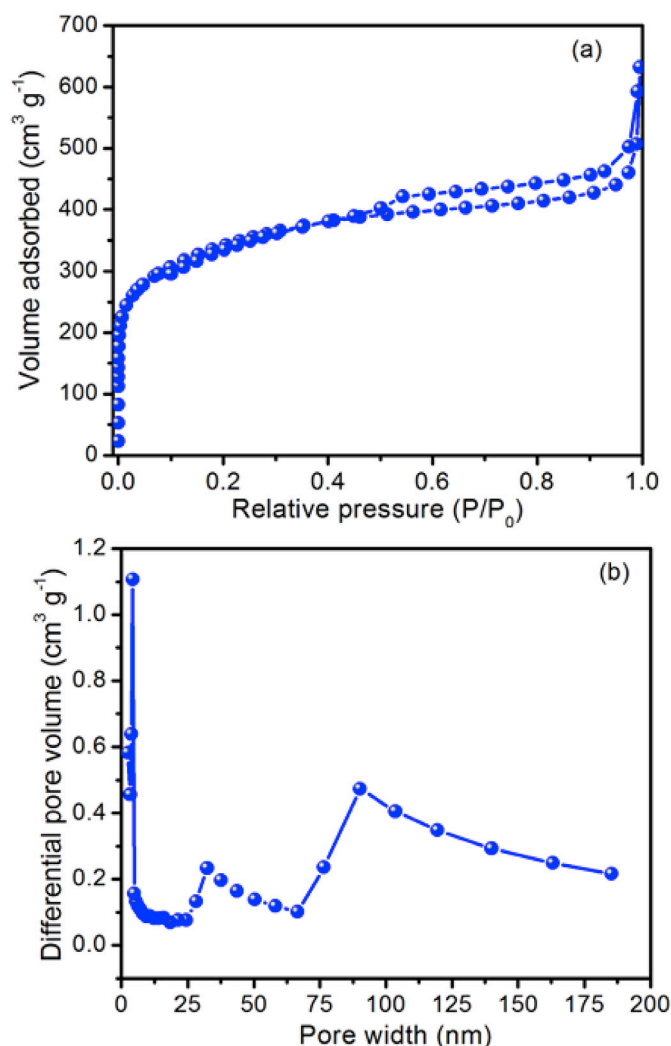 (a)
Volume adsorbed (cm³ g⁻¹)
700
600
500
400
300
200
100
0
0.0 0.2 0.4 0.6 0.8 1.0
Relative pressure (P/P₀)
(b)
Differential pore volume (cm³ g⁻¹)
1.2
1.0
0.8
0.6
0.4
0.2
0.0
0 25 50 75 100 125 150 175 200
Pore width (nm)